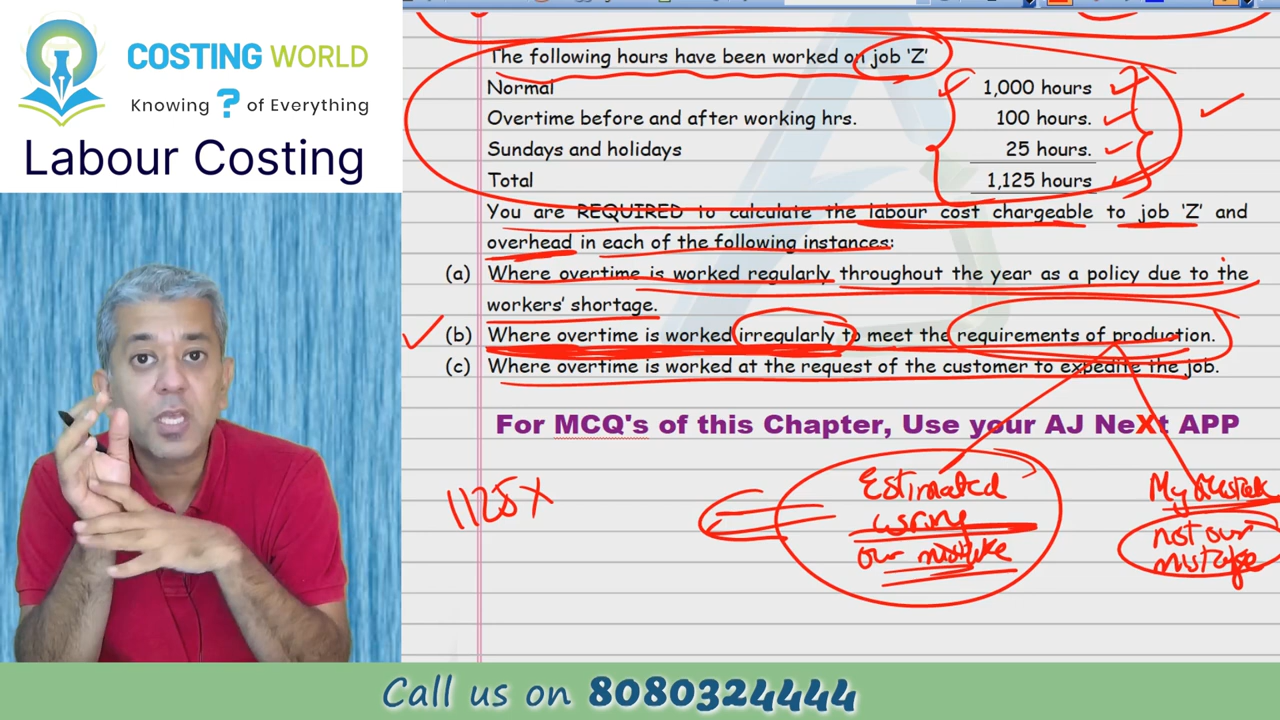 COSTING WORLD
Knowing ? of Everything
Labour Costing
The following hours have been worked on job 'Z'
Normal 1,000 hours
Overtime before and after working hrs. 100 hours.
Sundays and holidays 25 hours.
Total 1,125 hours
You are REQUIRED to calculate the labour cost chargeable to job 'Z' and
overhead in each of the following instances:
(a) Where overtime is worked regularly throughout the year as a policy due to the
workers' shortage.
(b) Where overtime is worked irregularly to meet the requirements of production.
(c) Where overtime is worked at the request of the customer to expedite the job.
For MCQ's of this Chapter, Use your AJ NeXt APP
1125X
Estimated
our mistake
My
not our
mistake
Call us on 8080324444